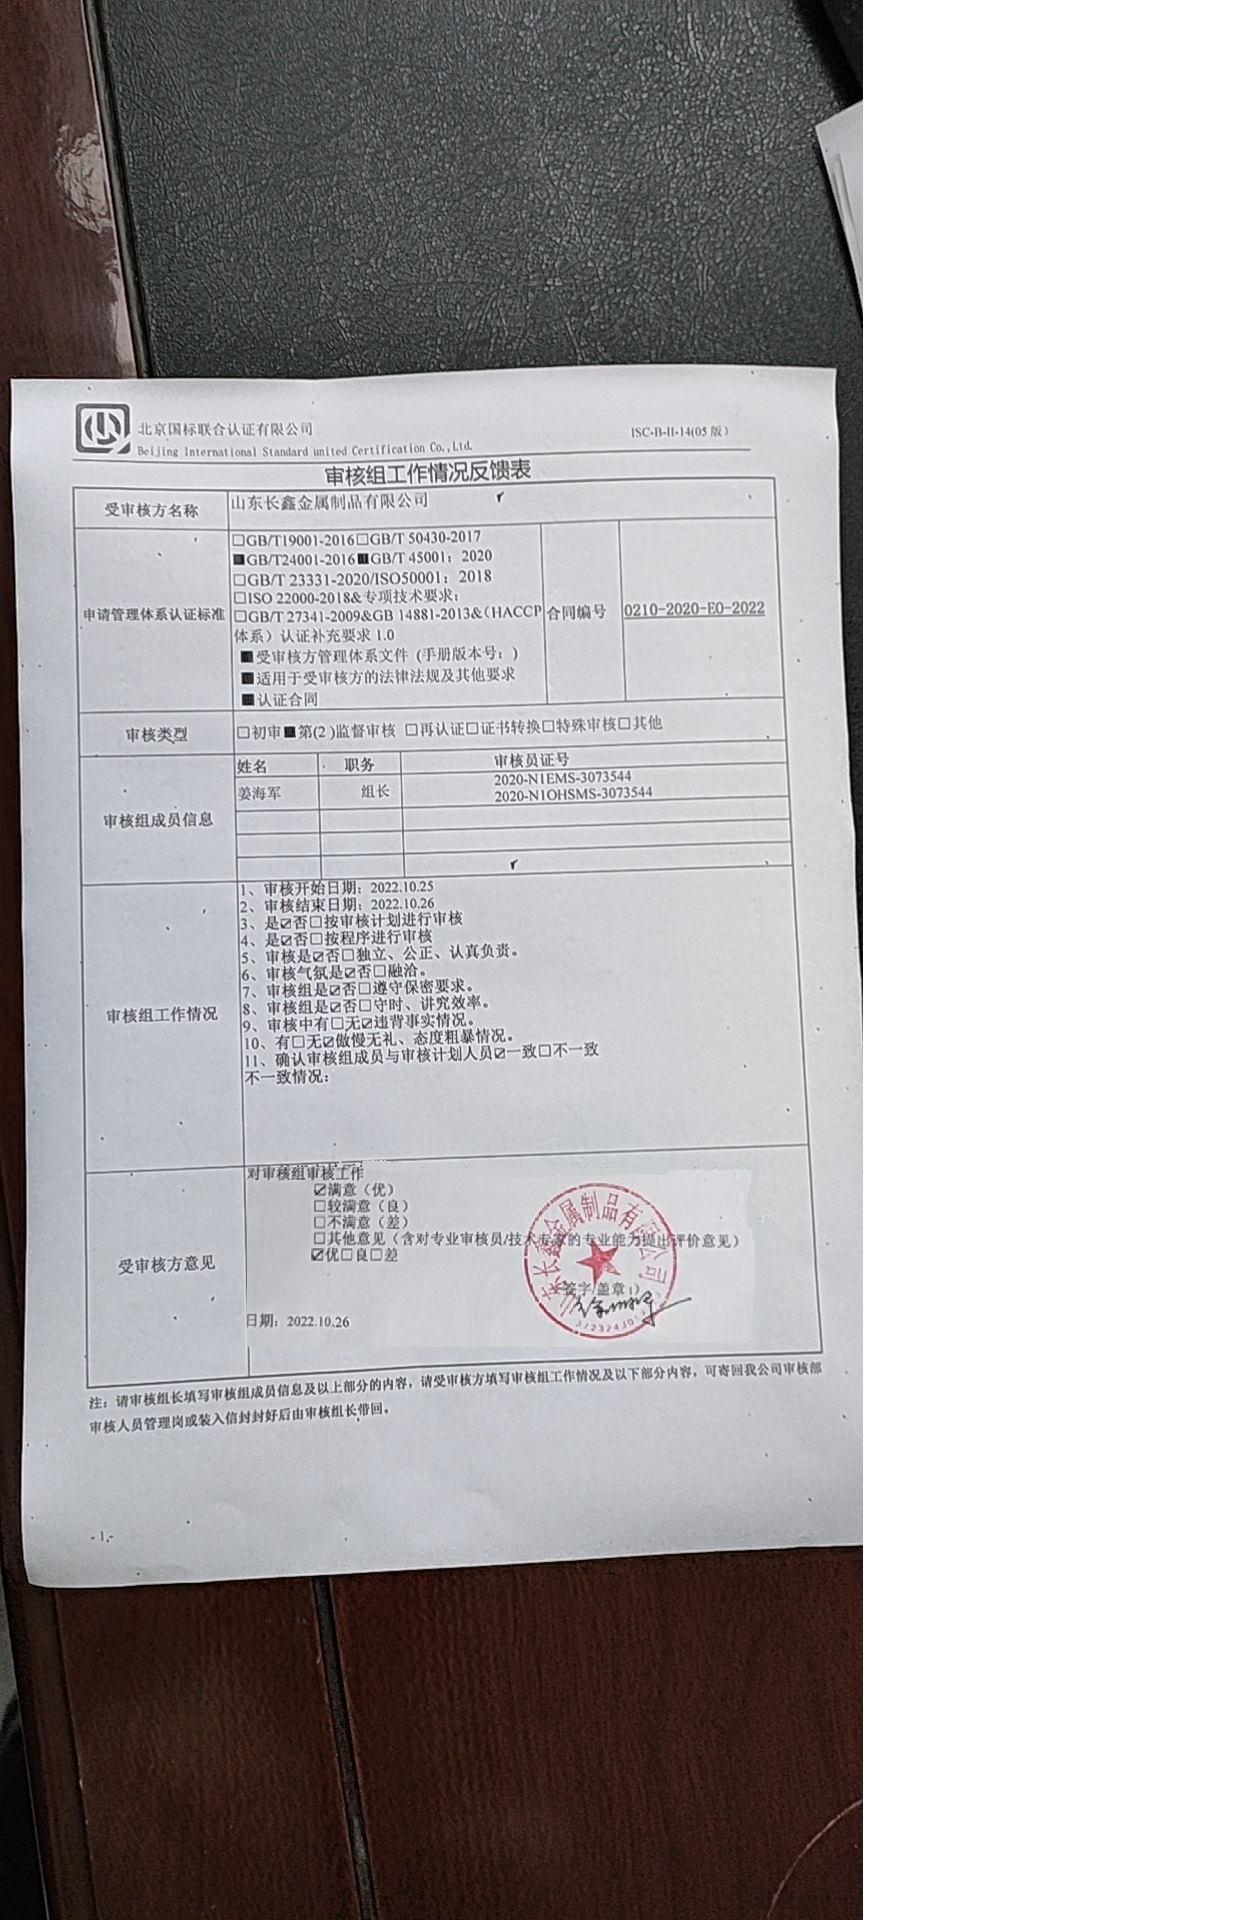 北京国标联合认证有限公司
ISC-B-II-14(05 版)
Beijing International Standard united Certification Co.,Ltd.
审核组工作情况反馈表
受审核方名称 山东长鑫金属制品有限公司
申请管理体系认证标准
□GB/T19001-2016□GB/T 50430-2017
■GB/T24001-2016■GB/T 45001：2020
□GB/T 23331-2020/ISO50001：2018
□ISO 22000-2018&专项技术要求：
□GB/T 27341-2009&GB 14881-2013&（HACCP
体系）认证补充要求 1.0
■受审核方管理体系文件（手册版本号：）
■适用于受审核方的法律法规及其他要求
■认证合同
合同编号 0210-2020-EO-2022
审核类型 □初审■第(2 )监督审核 □再认证□证书转换□特殊审核□其他
审核组成员信息
姓名 职务 审核员证号
姜海军 组长 2020-N1EMS-3073544
2020-N1OHSMS-3073544
审核组工作情况
1、审核开始日期：2022.10.25
2、审核结束日期：2022.10.26
3、是☑否□按审核计划进行审核
4、是☑否□按程序进行审核
5、审核是☑否□独立、公正、认真负责。
6、审核气氛是☑否□融洽。
7、审核组是☑否□遵守保密要求。
8、审核组是☑否□守时、讲究效率。
9、审核中有□无☑违背事实情况。
10、有□无☑傲慢无礼、态度粗暴情况。
11、确认审核组成员与审核计划人员☑一致□不一致
不一致情况：
受审核方意见
对审核组审核工作
☑满意（优）
□较满意（良）
□不满意（差）
□其他意见（含对专业审核员/技术专家的专业能力提出评价意见）
☑优□良□差
签字/盖章
山东长鑫金属制品有限公司
日期：2022.10.26
注：请审核组长填写审核组成员信息及以上部分的内容，请受审核方填写审核组工作情况及以下部分内容，可寄回我公司审核部
审核人员管理岗或装入信封封好后由审核组长带回。
-1-